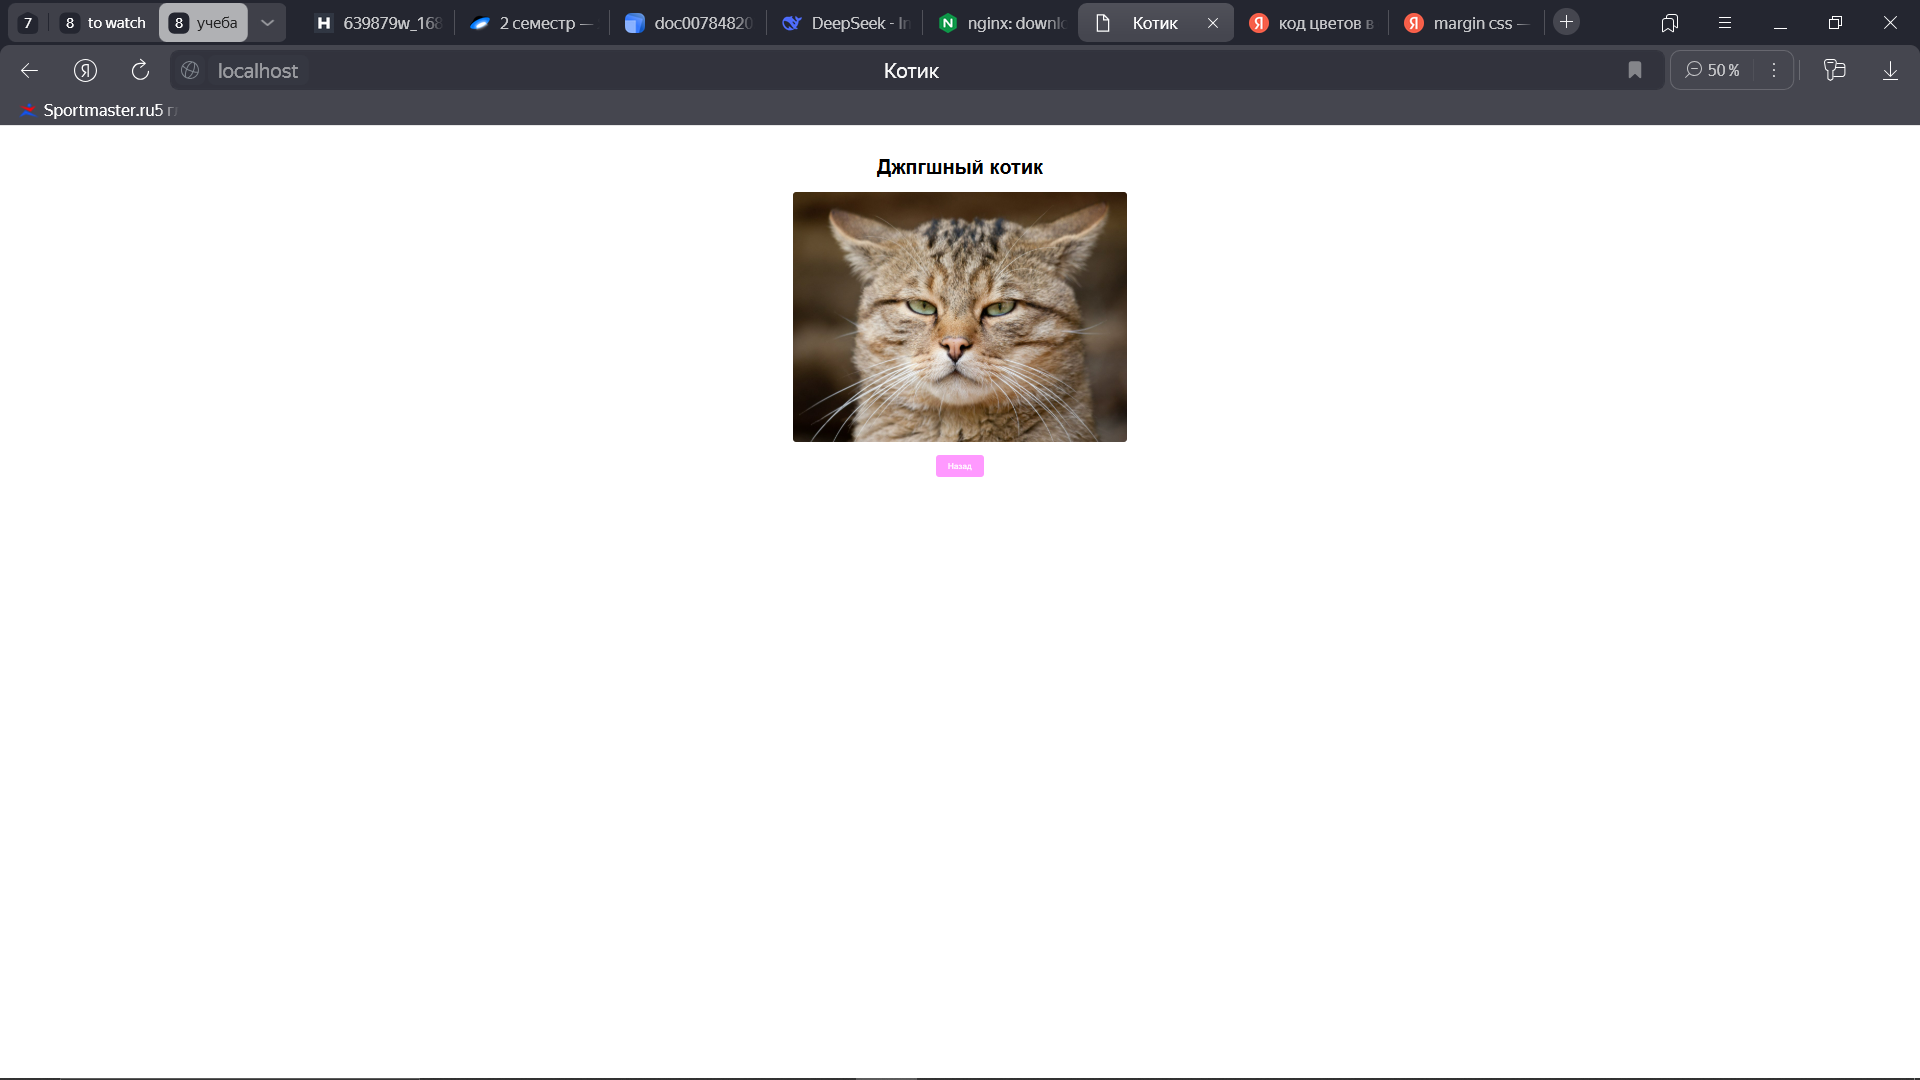 7 8 to watch 8 учеба 639879w_168 2 семестр — doc00784820 DeepSeek - In nginx: downlo Котик код цветов в margin css —
localhost Котик 50 %
Sportmaster.ru5 г
Джпгшный котик
Назад